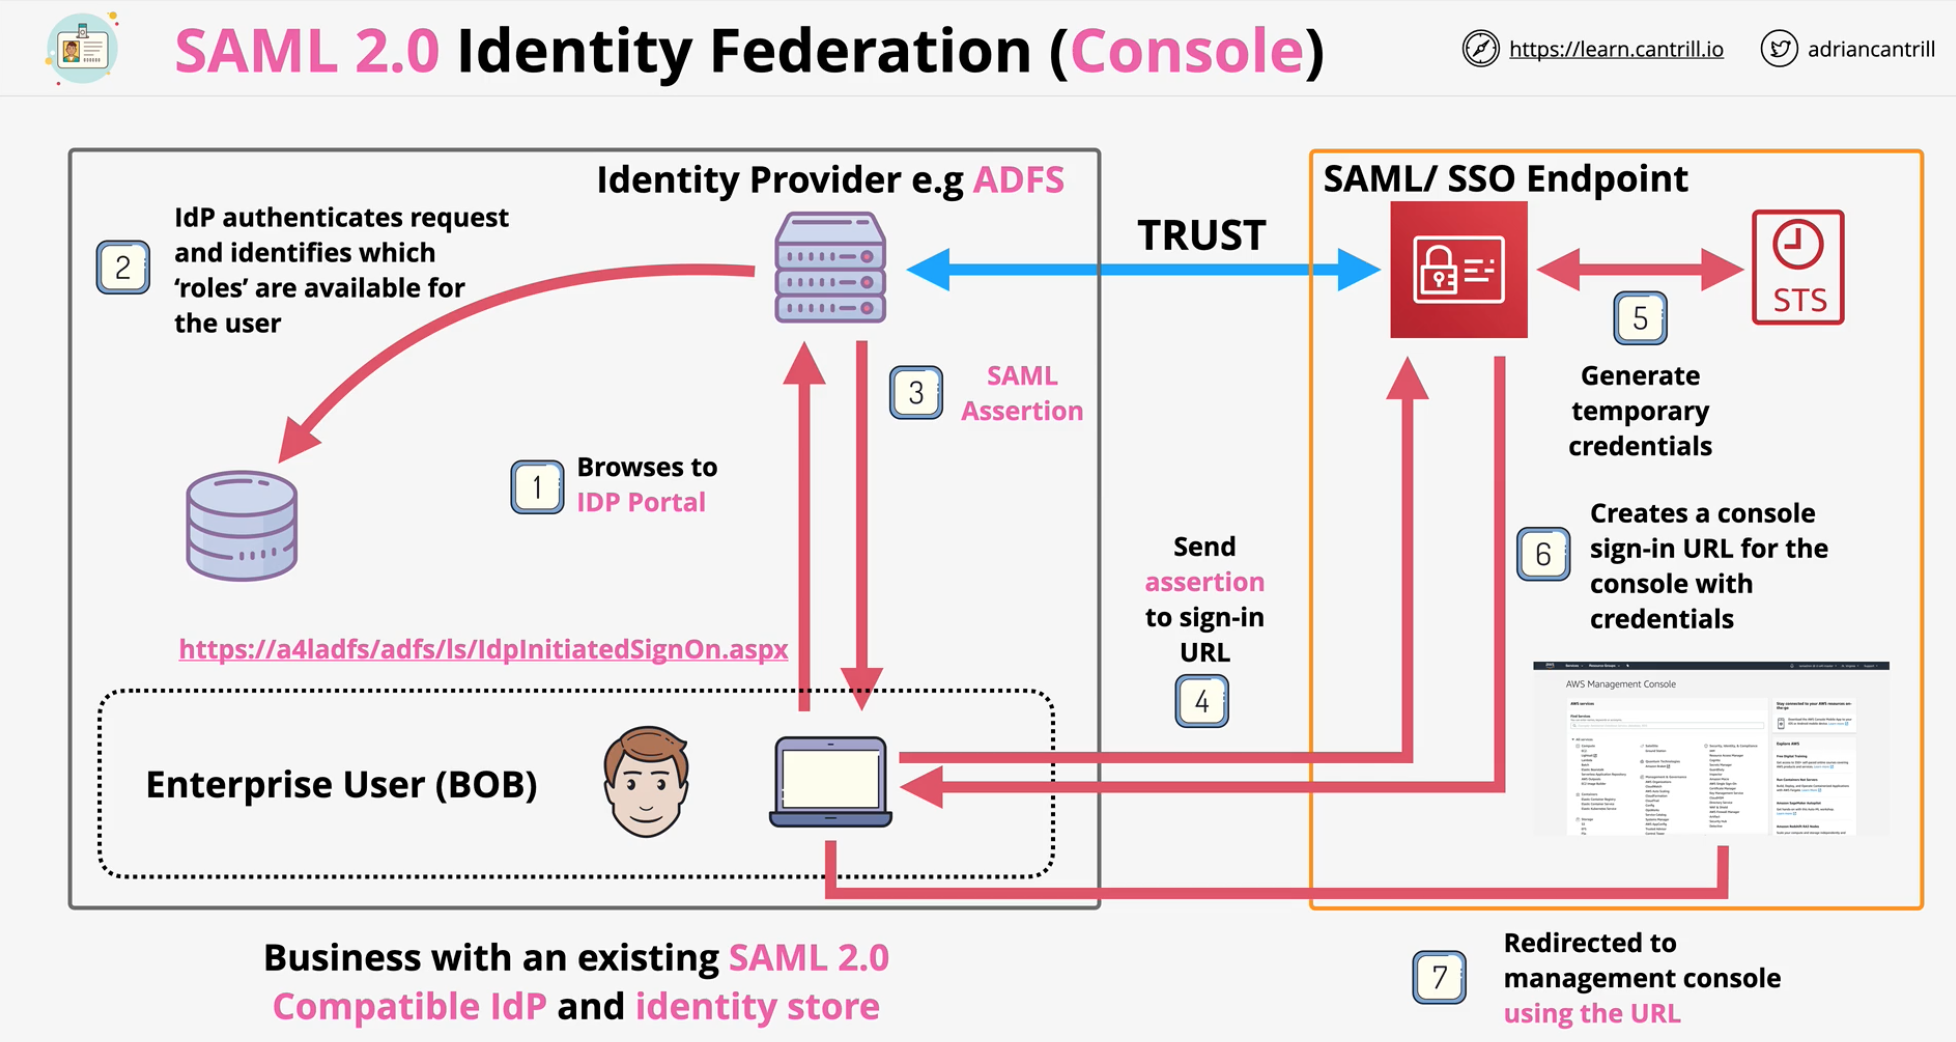 SAML 2.0 Identity Federation (Console)
https://learn.cantrill.io
adriancantrill
Identity Provider e.g ADFS
SAML/ SSO Endpoint
2
IdP authenticates request
and identifies which
‘roles’ are available for
the user
TRUST
STS
5
Generate
temporary
credentials
3
SAML
Assertion
1
Browses to
IDP Portal
Send
assertion
to sign-in
URL
4
6
Creates a console
sign-in URL for the
console with
credentials
https://a4ladfs/adfs/ls/IdpInitiatedSignOn.aspx
AWS Management Console
AWS services
Explore AWS
Enterprise User (BOB)
Business with an existing SAML 2.0
Compatible IdP and identity store
7
Redirected to
management console
using the URL